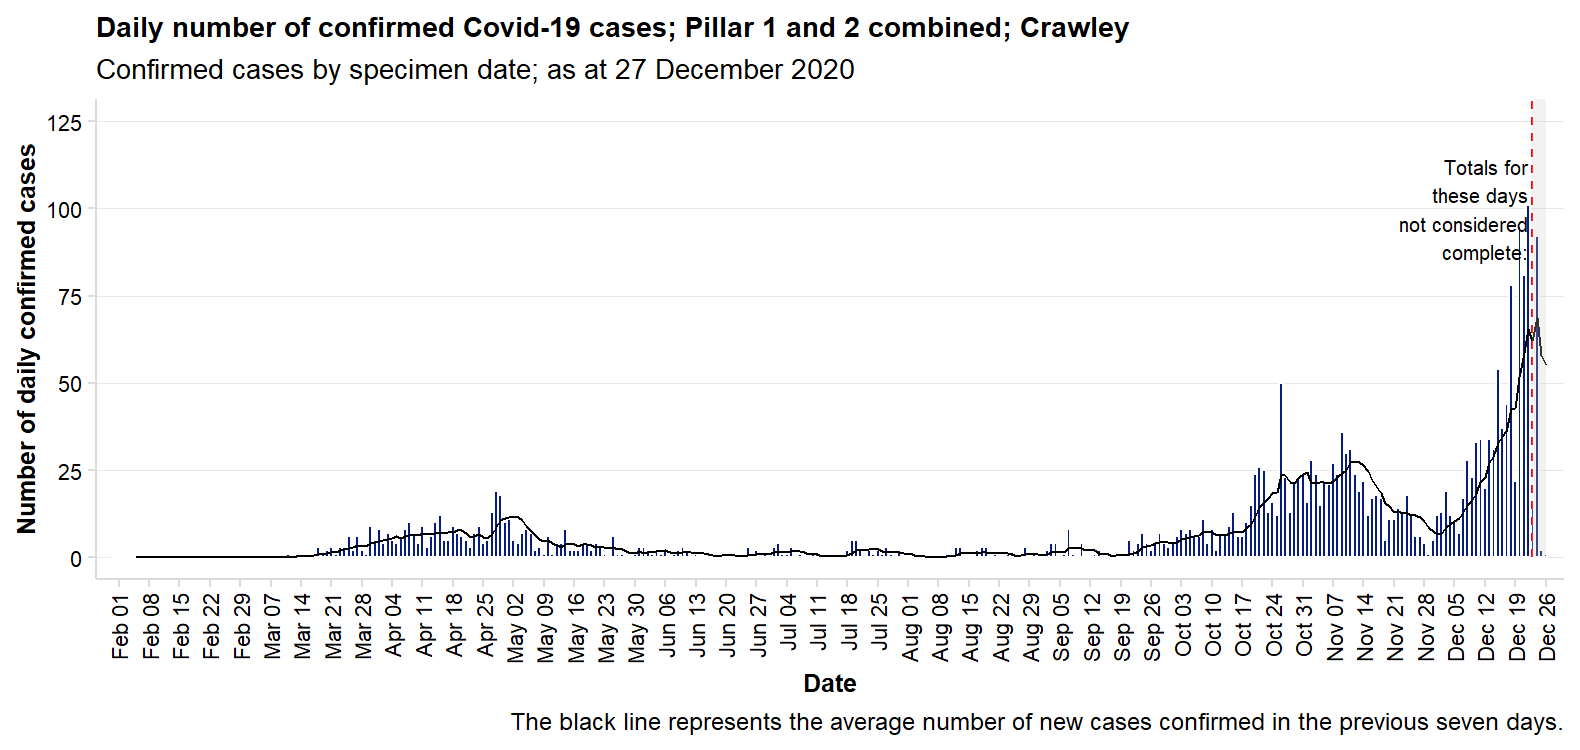 Daily number of confirmed Covid-19 cases; Pillar 1 and 2 combined; Crawley
Confirmed cases by specimen date; as at 27 December 2020
Number of daily confirmed cases
125
100
75
50
25
0
Totals for
these days
not considered
complete.
Feb 01
Feb 08
Feb 15
Feb 22
Feb 29
Mar 07
Mar 14
Mar 21
Mar 28
Apr 04
Apr 11
Apr 18
Apr 25
May 02
May 09
May 16
May 23
May 30
Jun 06
Jun 13
Jun 20
Jun 27
Jul 04
Jul 11
Jul 18
Jul 25
Aug 01
Aug 08
Aug 15
Aug 22
Aug 29
Sep 05
Sep 12
Sep 19
Sep 26
Oct 03
Oct 10
Oct 17
Oct 24
Oct 31
Nov 07
Nov 14
Nov 21
Nov 28
Dec 05
Dec 12
Dec 19
Dec 26
Date
The black line represents the average number of new cases confirmed in the previous seven days.